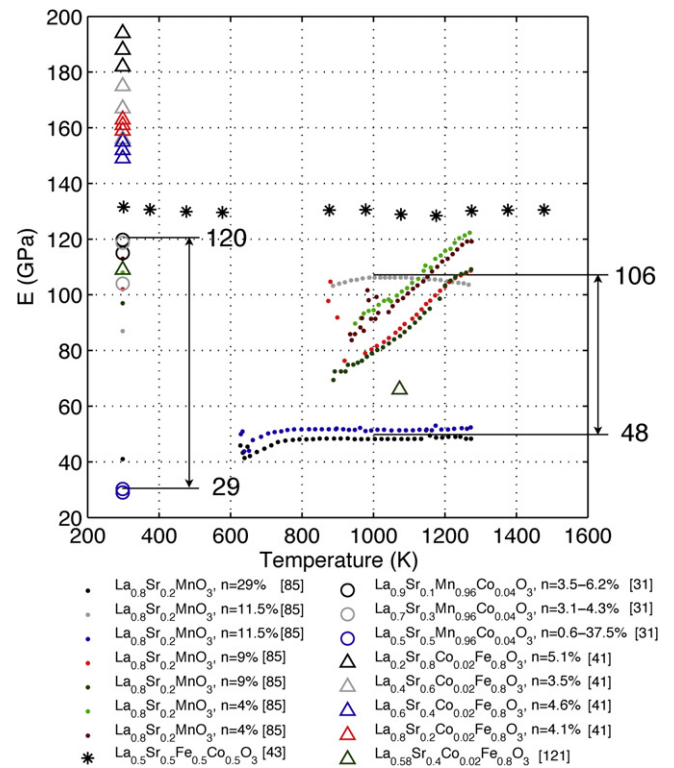 200
180
160
140
120
100
80
60
40
20
E (GPa)
120
29
106
48
200 400 600 800 1000 1200 1400 1600
Temperature (K)
La0.8Sr0.2MnO3, n=29% [85]
La0.8Sr0.2MnO3, n=11.5%[85]
La0.8Sr0.2MnO3, n=11.5%[85]
La0.8Sr0.2MnO3, n=9% [85]
La0.8Sr0.2MnO3, n=9% [85]
La0.8Sr0.2MnO3, n=4% [85]
La0.8Sr0.2MnO3, n=4% [85]
La0.5Sr0.5Fe0.5Co0.5O3 [43]
La0.9Sr0.1Mn0.96Co0.04O3, n=3.5–6.2% [31]
La0.7Sr0.3Mn0.96Co0.04O3, n=3.1–4.3% [31]
La0.5Sr0.5Mn0.96Co0.04O3, n=0.6–37.5% [31]
La0.2Sr0.8Co0.02Fe0.8O3, n=5.1% [41]
La0.4Sr0.6Co0.02Fe0.8O3, n=3.5% [41]
La0.6Sr0.4Co0.02Fe0.8O3, n=4.6% [41]
La0.8Sr0.2Co0.02Fe0.8O3, n=4.1% [41]
La0.58Sr0.4Co0.02Fe0.8O3 [121]